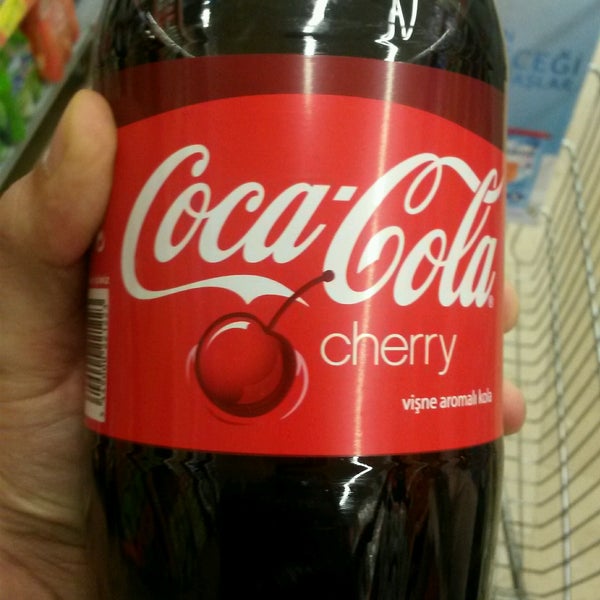 Coca-Cola
cherry
vişne aromalı kola